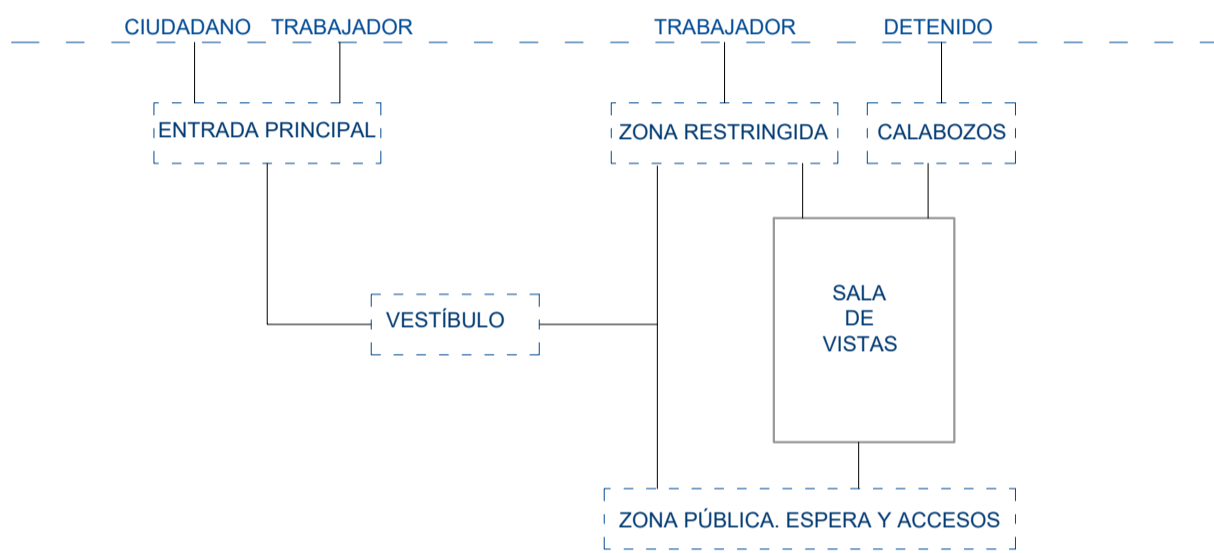 CIUDADANO
TRABAJADOR
TRABAJADOR
DETENIDO
ENTRADA PRINCIPAL
ZONA RESTRINGIDA
CALABOZOS
VESTÍBULO
SALA
DE
VISTAS
ZONA PÚBLICA. ESPERA Y ACCESOS